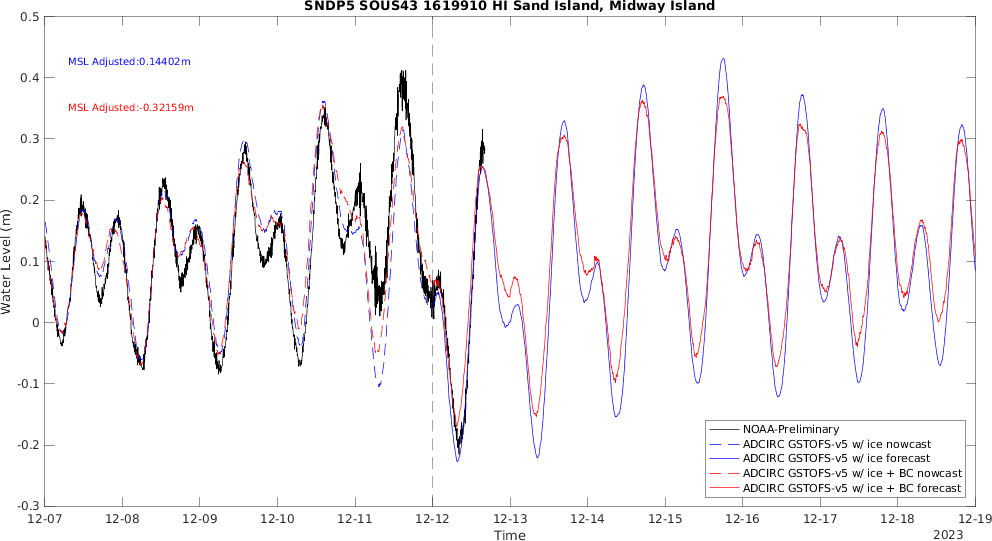 SNDP5 SOUS43 1619910 HI Sand Island, Midway Island
Water Level (m)
0.5
0.4
0.3
0.2
0.1
0
-0.1
-0.2
-0.3
MSL Adjusted:0.14402m
MSL Adjusted:-0.32159m
NOAA-Preliminary
ADCIRC GSTOFS-v5 w/ ice nowcast
ADCIRC GSTOFS-v5 w/ ice forecast
ADCIRC GSTOFS-v5 w/ ice + BC nowcast
ADCIRC GSTOFS-v5 w/ ice + BC forecast
12-07 12-08 12-09 12-10 12-11 12-12 12-13 12-14 12-15 12-16 12-17 12-18 12-19
Time
2023